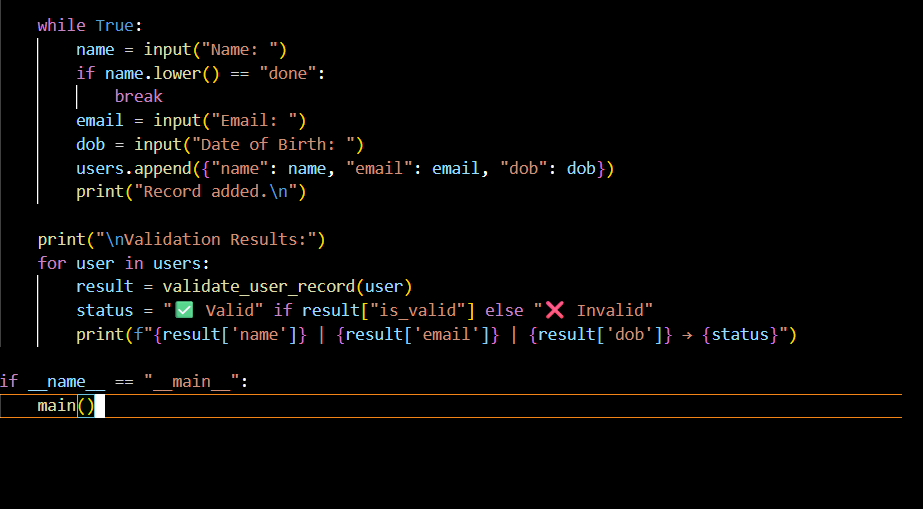 while True:
name = input("Name: ")
if name.lower() == "done":
break
email = input("Email: ")
dob = input("Date of Birth: ")
users.append({"name": name, "email": email, "dob": dob})
print("Record added.\n")
print("\nValidation Results:")
for user in users:
result = validate_user_record(user)
status = "✅ Valid" if result["is_valid"] else "❌ Invalid"
print(f"{result['name']} | {result['email']} | {result['dob']} → {status}")
if __name__ == "__main__":
main()